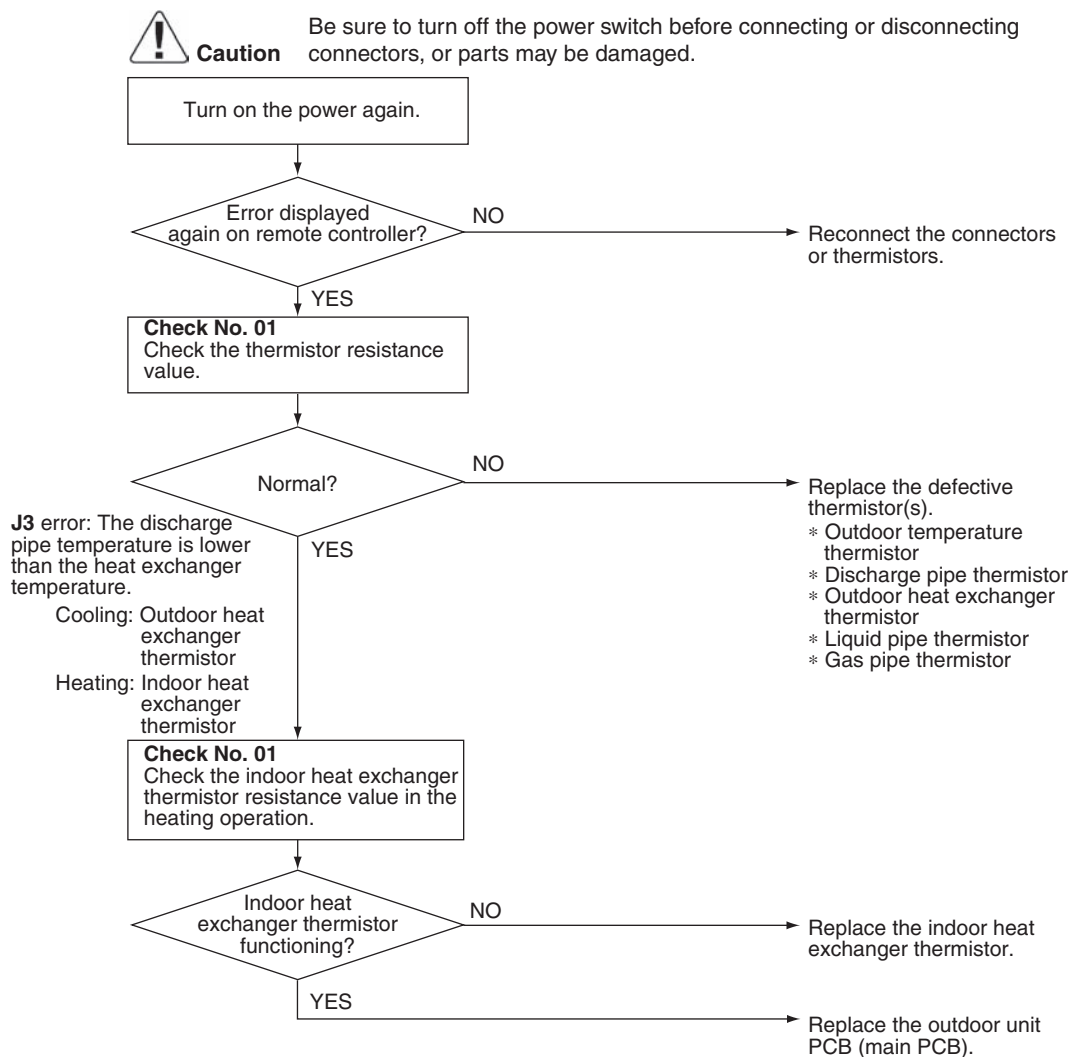 Be sure to turn off the power switch before connecting or disconnecting
Caution connectors, or parts may be damaged.
Turn on the power again.
Error displayed
again on remote controller?
NO
Reconnect the connectors
or thermistors.
YES
Check No. 01
Check the thermistor resistance
value.
Normal?
NO
Replace the defective
thermistor(s).
* Outdoor temperature
thermistor
* Discharge pipe thermistor
* Outdoor heat exchanger
thermistor
* Liquid pipe thermistor
* Gas pipe thermistor
YES
J3 error: The discharge
pipe temperature is lower
than the heat exchanger
temperature.
Cooling: Outdoor heat
exchanger
thermistor
Heating: Indoor heat
exchanger
thermistor
Check No. 01
Check the indoor heat exchanger
thermistor resistance value in the
heating operation.
Indoor heat
exchanger thermistor
functioning?
NO
Replace the indoor heat
exchanger thermistor.
YES
Replace the outdoor unit
PCB (main PCB).